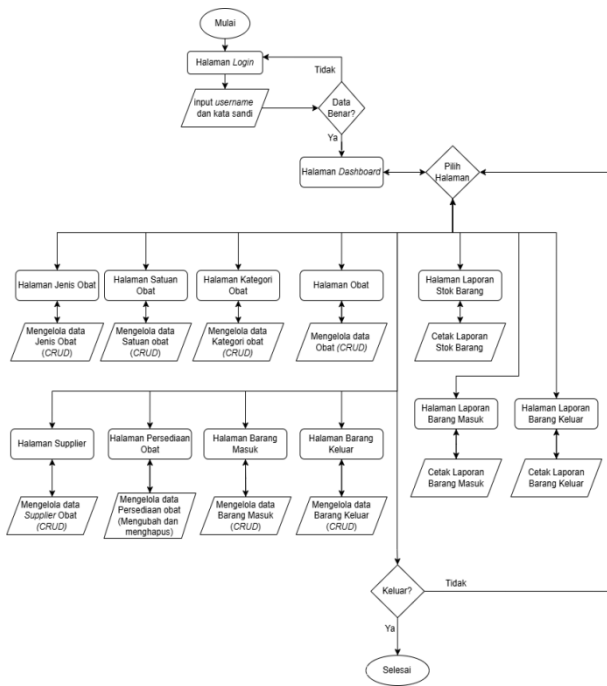 Mulai
Halaman Login
Tidak
input username
dan kata sandi
Data
Benar?
Ya
Halaman Dashboard
Pilih
Halaman
Halaman Jenis Obat
Halaman Satuan
Obat
Halaman Kategori
Obat
Halaman Obat
Halaman Laporan
Stok Barang
Mengelola data
Jenis Obat
(CRUD)
Mengelola data
Satuan obat
(CRUD)
Mengelola data
Kategori obat
(CRUD)
Mengelola data
Obat (CRUD)
Cetak Laporan
Stok Barang
Halaman Laporan
Barang Masuk
Halaman Laporan
Barang Keluar
Halaman Supplier
Halaman Persediaan
Obat
Halaman Barang
Masuk
Halaman Barang
Keluar
Cetak Laporan
Barang Masuk
Cetak Laporan
Barang Keluar
Mengelola data
Supplier Obat
(CRUD)
Mengelola data
Persediaan obat
(Mengubah dan
menghapus)
Mengelola data
Barang Masuk
(CRUD)
Mengelola data
Barang Keluar
(CRUD)
Keluar?
Tidak
Ya
Selesai